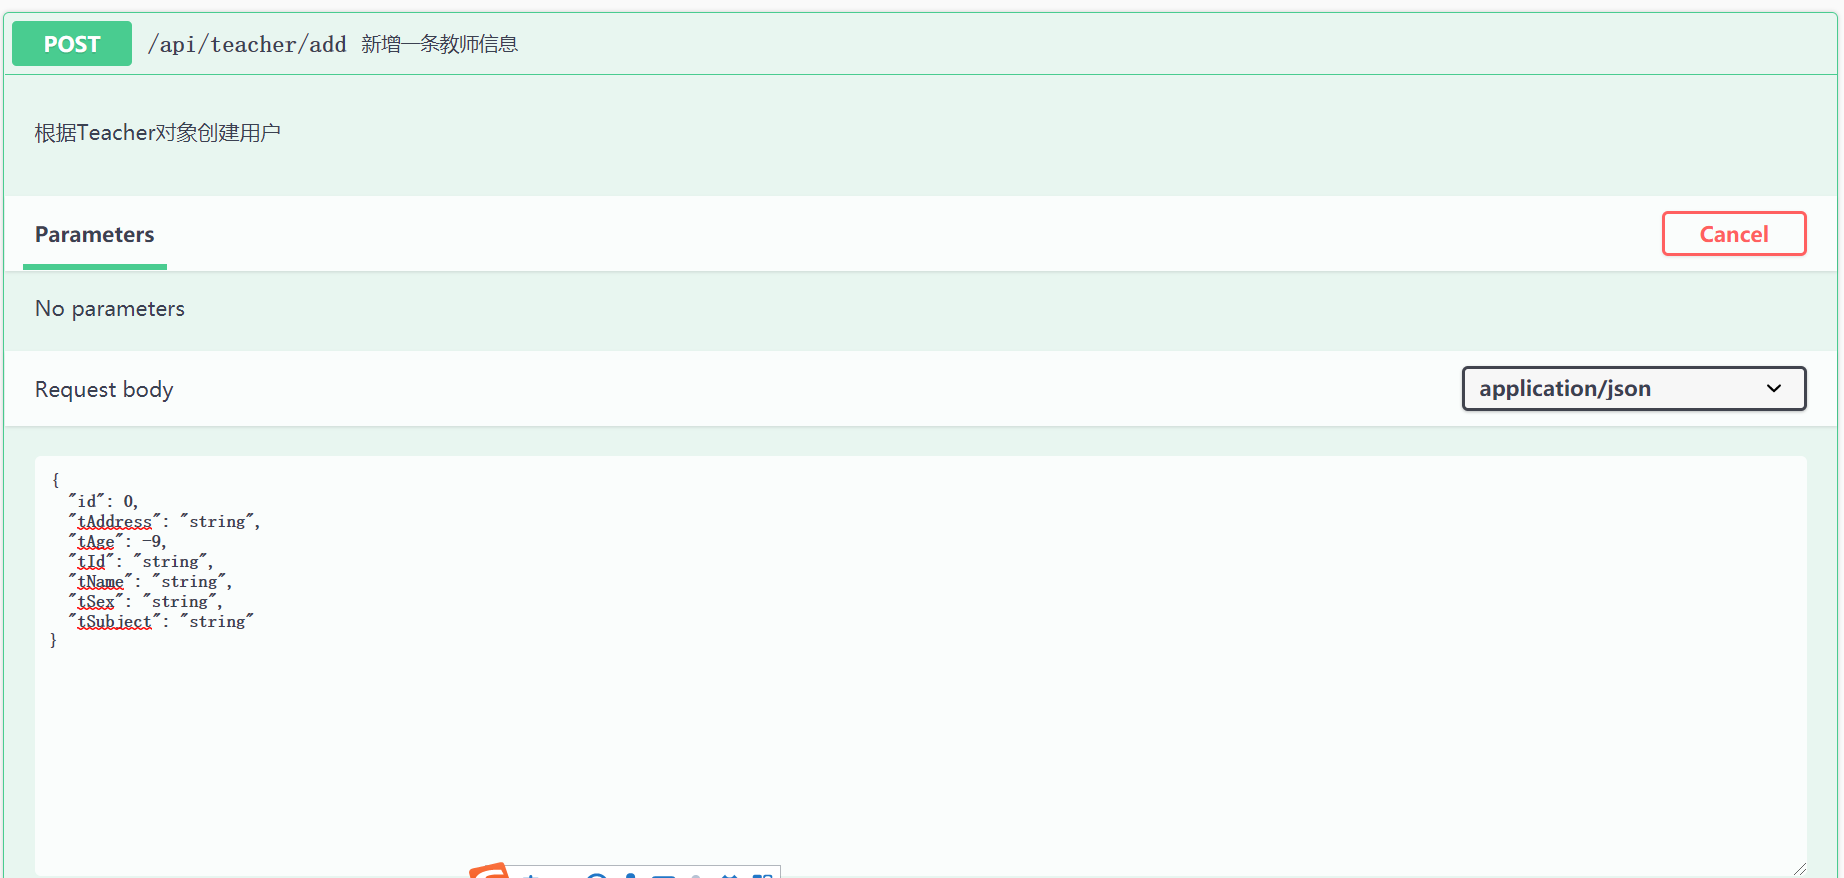 POST /api/teacher/add 新增一条教师信息
根据Teacher对象创建用户
Parameters
Cancel
No parameters
Request body
application/json
{
  "id": 0,
  "tAddress": "string",
  "tAge": -9,
  "tId": "string",
  "tName": "string",
  "tSex": "string",
  "tSubject": "string"
}